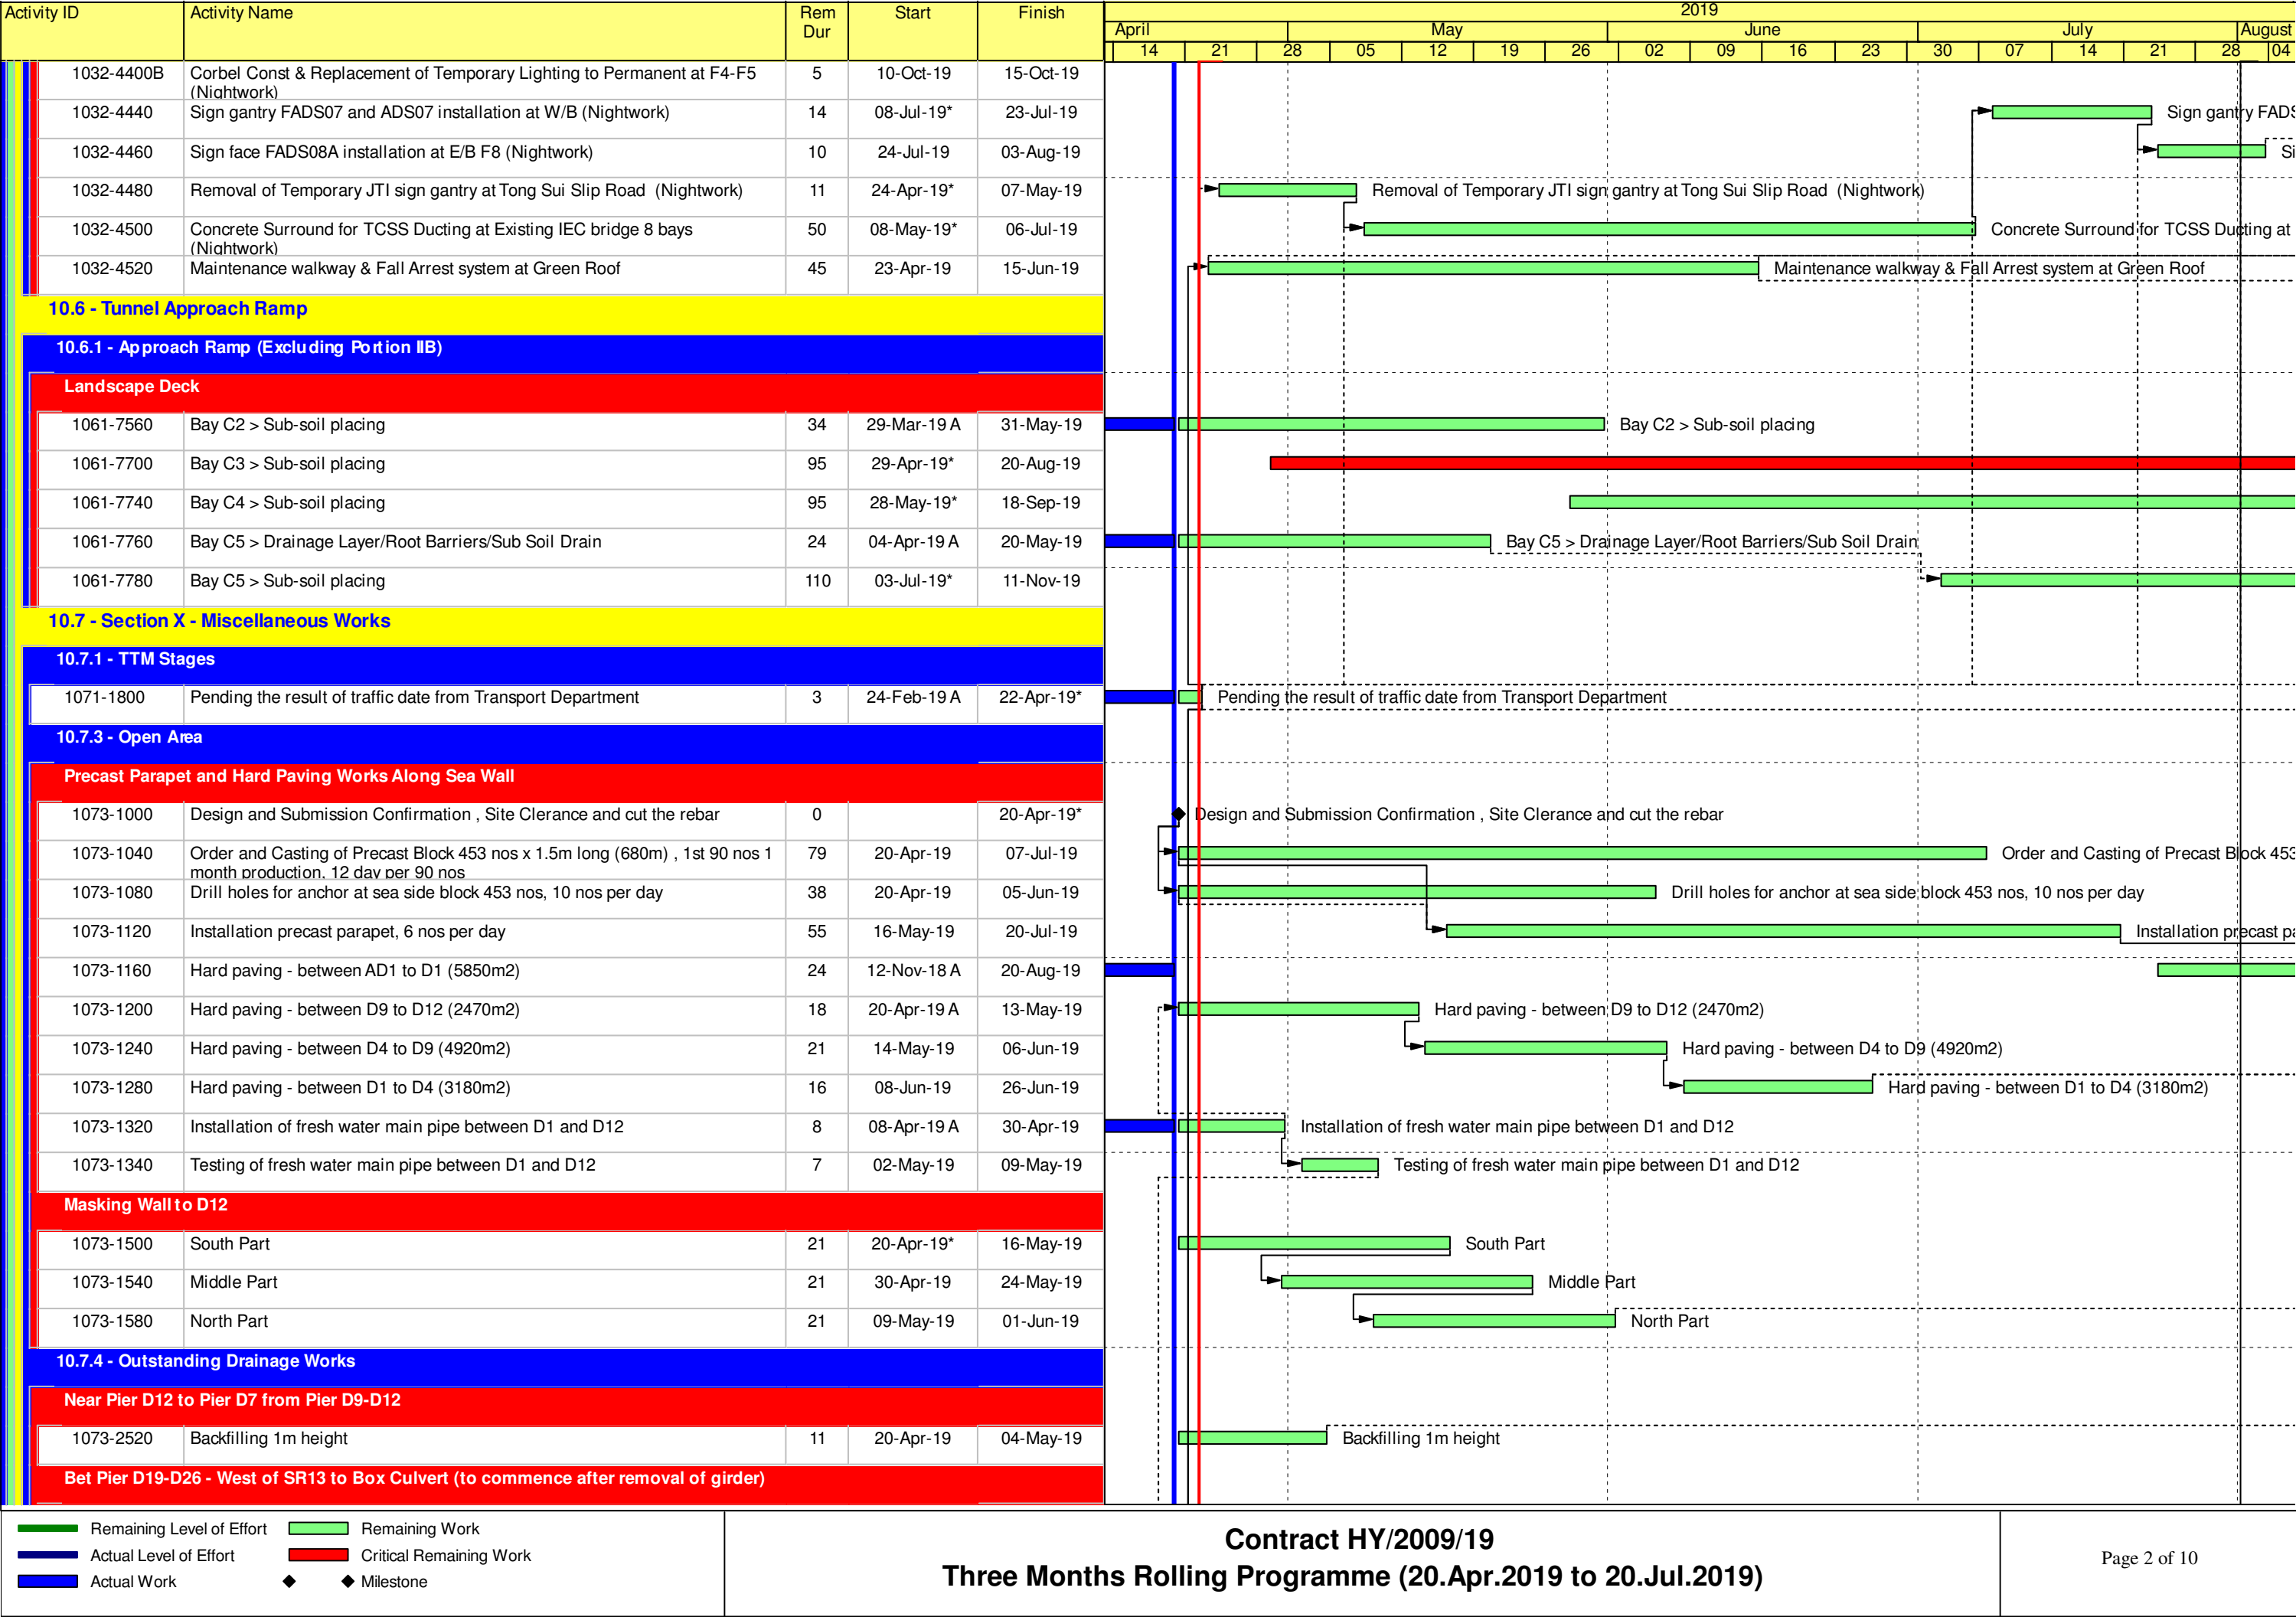 Activity ID Activity Name Rem Dur Start Finish 2019
April May June July August
14 21 28 05 12 19 26 02 09 16 23 30 07 14 21 28 04
1032-4400B Corbel Const & Replacement of Temporary Lighting to Permanent at F4-F5 5 10-Oct-19 15-Oct-19
(Nightwork)
1032-4440 Sign gantry FADS07 and ADS07 installation at W/B (Nightwork) 14 08-Jul-19* 23-Jul-19 Sign gantry FADS
1032-4460 Sign face FADS08A installation at E/B F8 (Nightwork) 10 24-Jul-19 03-Aug-19 Si
1032-4480 Removal of Temporary JTI sign gantry at Tong Sui Slip Road (Nightwork) 11 24-Apr-19* 07-May-19 Removal of Temporary JTI sign gantry at Tong Sui Slip Road (Nightwork)
1032-4500 Concrete Surround for TCSS Ducting at Existing IEC bridge 8 bays 50 08-May-19* 06-Jul-19 Concrete Surround for TCSS Ducting at
(Nightwork)
1032-4520 Maintenance walkway & Fall Arrest system at Green Roof 45 23-Apr-19 15-Jun-19 Maintenance walkway & Fall Arrest system at Green Roof
10.6 - Tunnel Approach Ramp
10.6.1 - Approach Ramp (Excluding Portion IIB)
Landscape Deck
1061-7560 Bay C2 > Sub-soil placing 34 29-Mar-19 A 31-May-19 Bay C2 > Sub-soil placing
1061-7700 Bay C3 > Sub-soil placing 95 29-Apr-19* 20-Aug-19
1061-7740 Bay C4 > Sub-soil placing 95 28-May-19* 18-Sep-19
1061-7760 Bay C5 > Drainage Layer/Root Barriers/Sub Soil Drain 24 04-Apr-19 A 20-May-19 Bay C5 > Drainage Layer/Root Barriers/Sub Soil Drain
1061-7780 Bay C5 > Sub-soil placing 110 03-Jul-19* 11-Nov-19
10.7 - Section X - Miscellaneous Works
10.7.1 - TTM Stages
1071-1800 Pending the result of traffic date from Transport Department 3 24-Feb-19 A 22-Apr-19* Pending the result of traffic date from Transport Department
10.7.3 - Open Area
Precast Parapet and Hard Paving Works Along Sea Wall
1073-1000 Design and Submission Confirmation , Site Clerance and cut the rebar 0 20-Apr-19* Design and Submission Confirmation , Site Clerance and cut the rebar
1073-1040 Order and Casting of Precast Block 453 nos x 1.5m long (680m) , 1st 90 nos 1 79 20-Apr-19 07-Jul-19 Order and Casting of Precast Block 453
month production, 12 day per 90 nos
1073-1080 Drill holes for anchor at sea side block 453 nos, 10 nos per day 38 20-Apr-19 05-Jun-19 Drill holes for anchor at sea side block 453 nos, 10 nos per day
1073-1120 Installation precast parapet, 6 nos per day 55 16-May-19 20-Jul-19 Installation precast pa
1073-1160 Hard paving - between AD1 to D1 (5850m2) 24 12-Nov-18 A 20-Aug-19
1073-1200 Hard paving - between D9 to D12 (2470m2) 18 20-Apr-19 A 13-May-19 Hard paving - between D9 to D12 (2470m2)
1073-1240 Hard paving - between D4 to D9 (4920m2) 21 14-May-19 06-Jun-19 Hard paving - between D4 to D9 (4920m2)
1073-1280 Hard paving - between D1 to D4 (3180m2) 16 08-Jun-19 26-Jun-19 Hard paving - between D1 to D4 (3180m2)
1073-1320 Installation of fresh water main pipe between D1 and D12 8 08-Apr-19 A 30-Apr-19 Installation of fresh water main pipe between D1 and D12
1073-1340 Testing of fresh water main pipe between D1 and D12 7 02-May-19 09-May-19 Testing of fresh water main pipe between D1 and D12
Masking Wall to D12
1073-1500 South Part 21 20-Apr-19* 16-May-19 South Part
1073-1540 Middle Part 21 30-Apr-19 24-May-19 Middle Part
1073-1580 North Part 21 09-May-19 01-Jun-19 North Part
10.7.4 - Outstanding Drainage Works
Near Pier D12 to Pier D7 from Pier D9-D12
1073-2520 Backfilling 1m height 11 20-Apr-19 04-May-19 Backfilling 1m height
Bet Pier D19-D26 - West of SR13 to Box Culvert (to commence after removal of girder)
Remaining Level of Effort Remaining Work
Actual Level of Effort Critical Remaining Work
Actual Work Milestone
Contract HY/2009/19
Three Months Rolling Programme (20.Apr.2019 to 20.Jul.2019)
Page 2 of 10